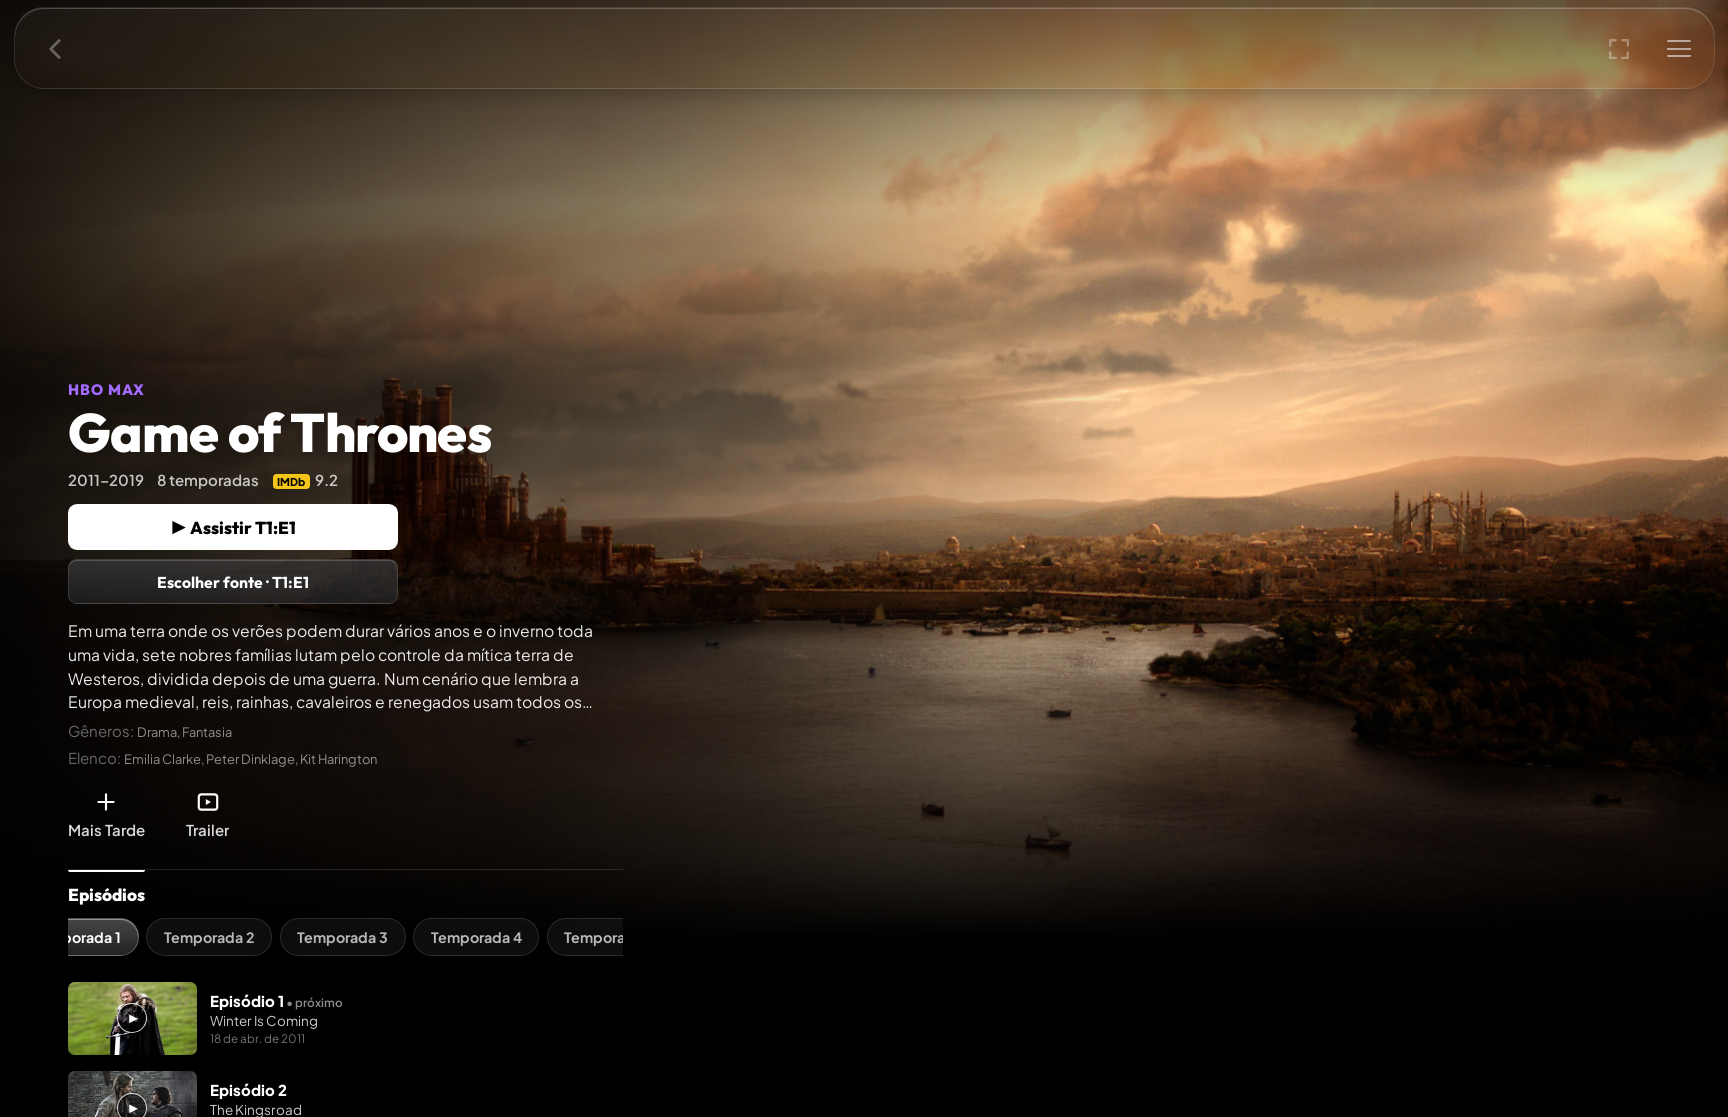 HBO MAX
Game of Thrones
2011–2019 8 temporadas IMDb 9.2
▶ Assistir T1:E1
Escolher fonte · T1:E1
Em uma terra onde os verões podem durar vários anos e o inverno toda
uma vida, sete nobres famílias lutam pelo controle da mítica terra de
Westeros, dividida depois de uma guerra. Num cenário que lembra a
Europa medieval, reis, rainhas, cavaleiros e renegados usam todos os…
Gêneros: Drama, Fantasia
Elenco: Emilia Clarke, Peter Dinklage, Kit Harington
Mais Tarde Trailer
Episódios
porada 1 Temporada 2 Temporada 3 Temporada 4 Tempora
Episódio 1 • próximo
Winter Is Coming
18 de abr. de 2011
Episódio 2
The Kingsroad